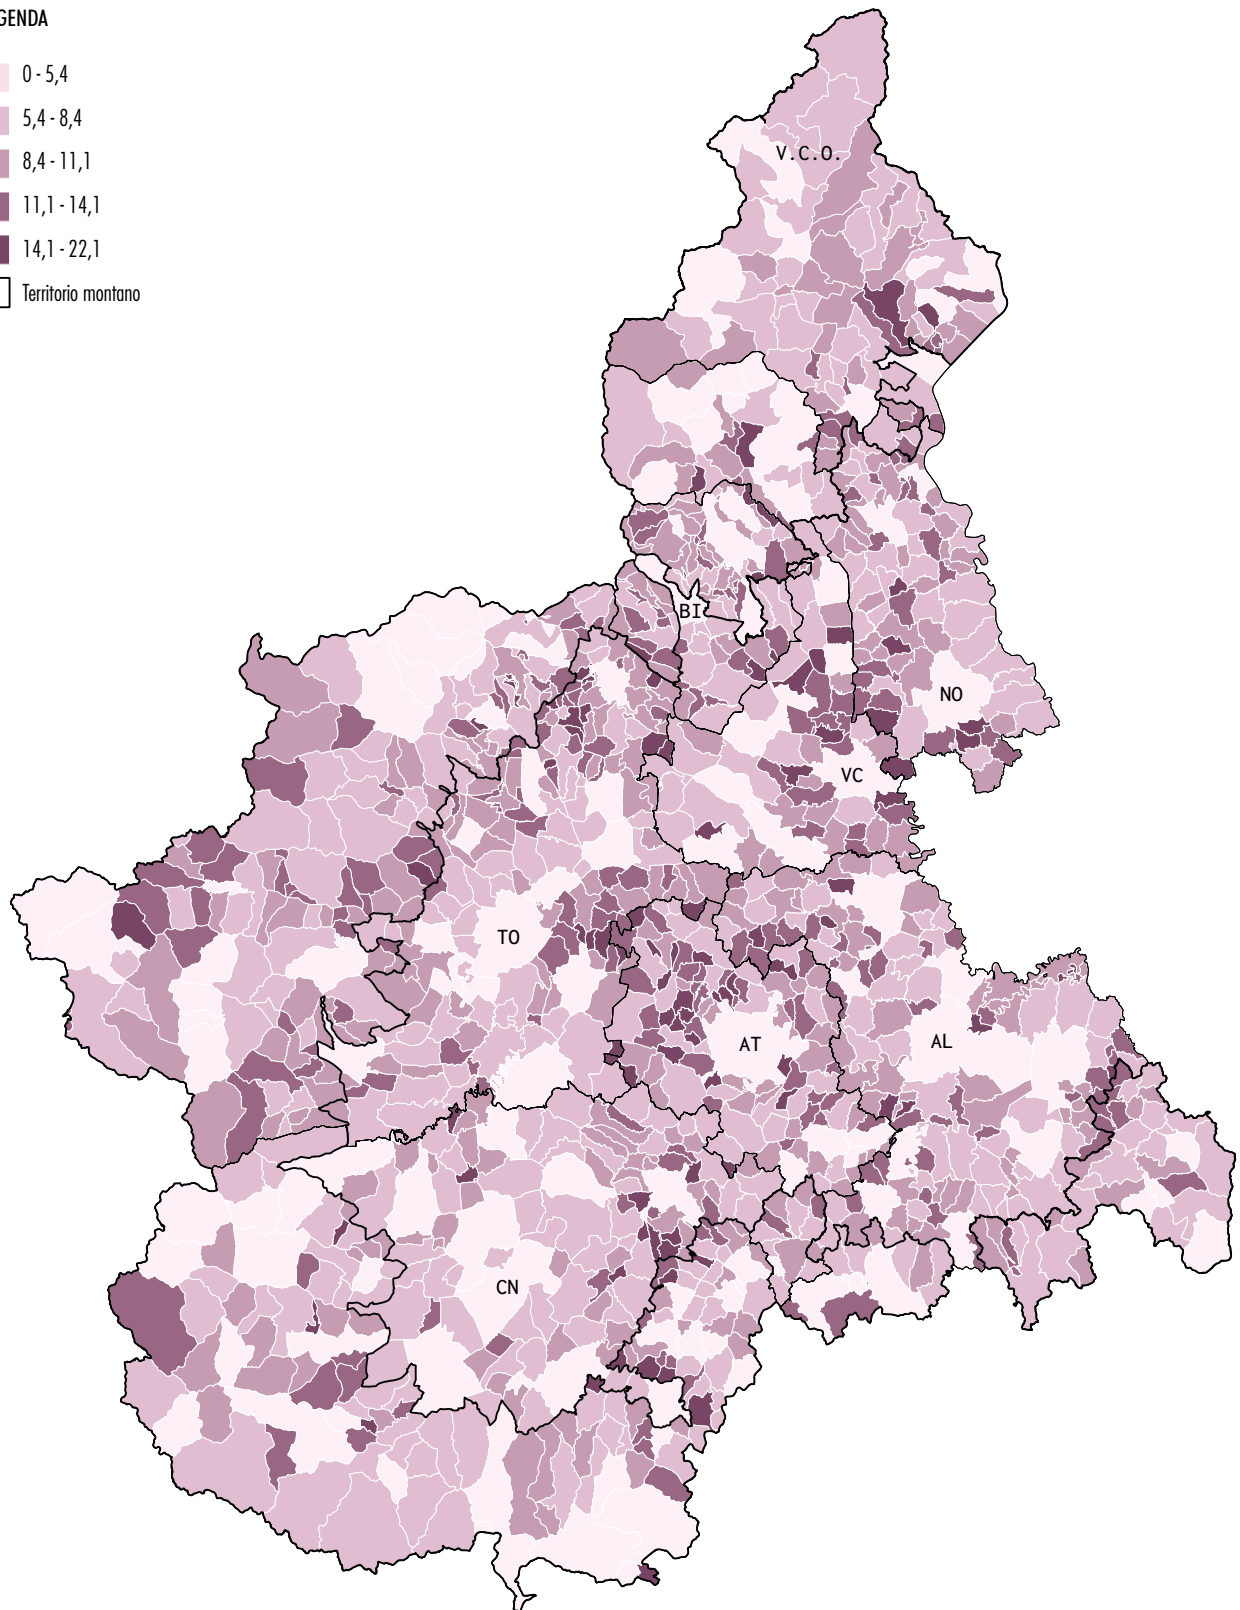 GENDA
0 - 5,4
5,4 - 8,4
8,4 - 11,1
11,1 - 14,1
14,1 - 22,1
Territorio montano
V.C.O.
BI
NO
VC
TO
AT
AL
CN